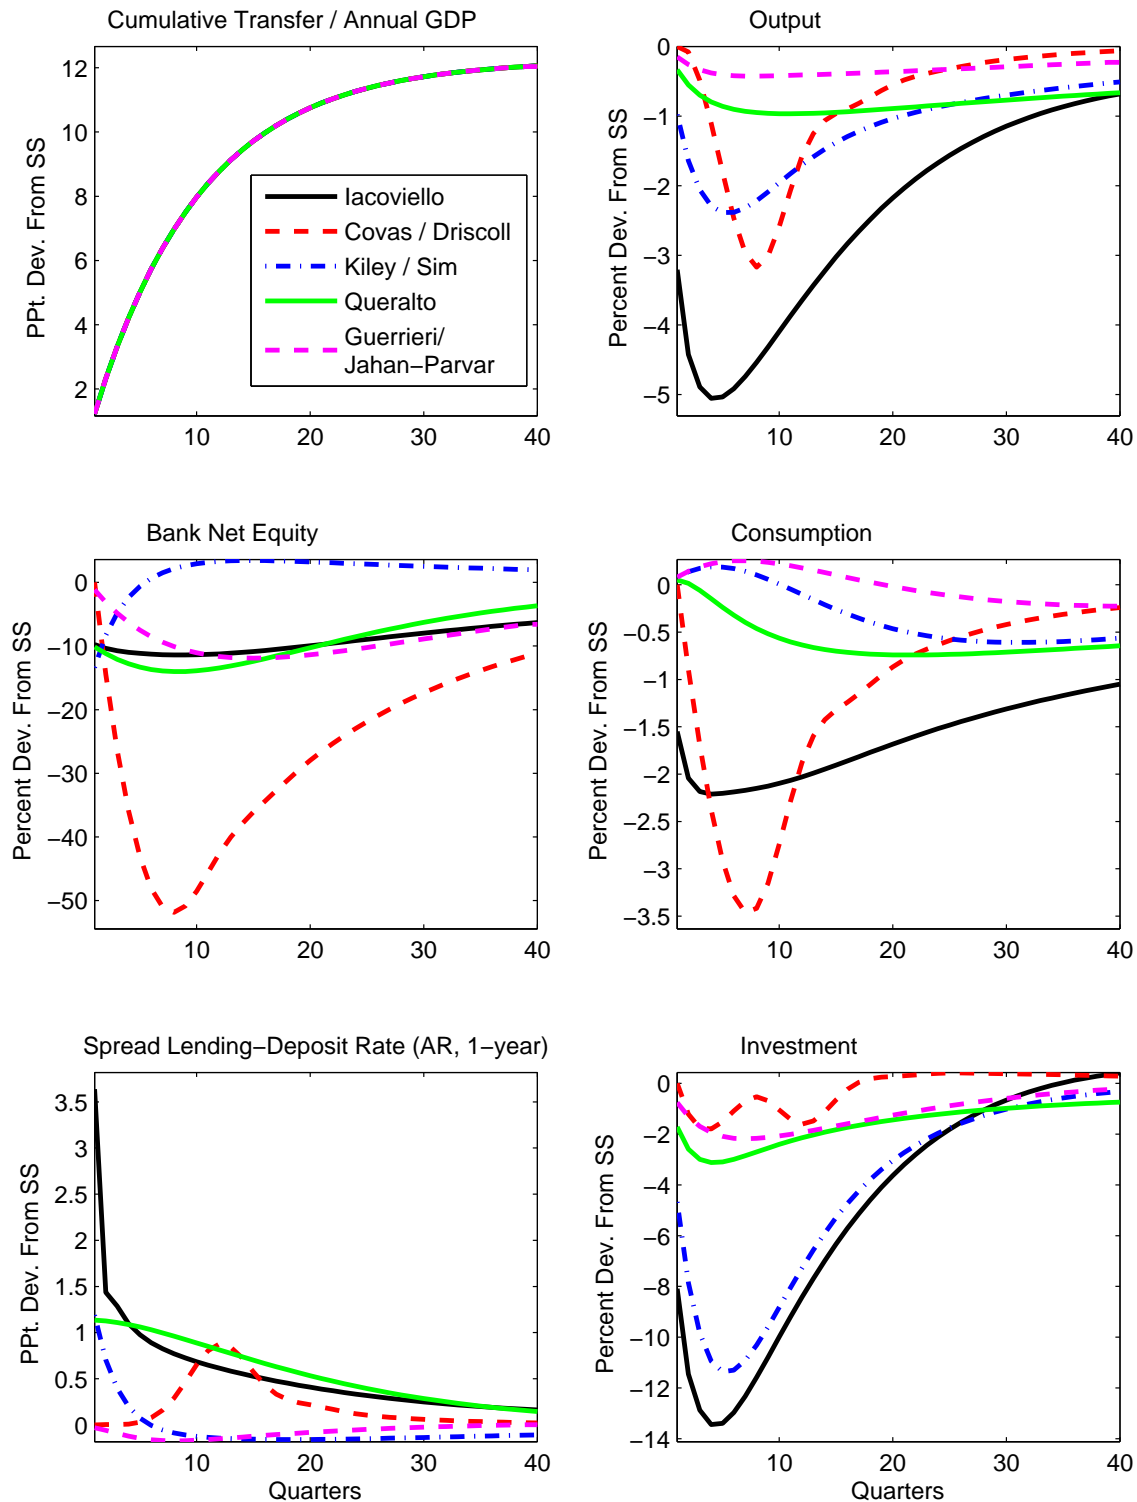 Cumulative Transfer / Annual GDP
PPt. Dev. From SS
12
10
8
6
4
2
10 20 30 40
Iacoviello
Covas / Driscoll
Kiley / Sim
Queralto
Guerrieri/
Jahan−Parvar
Output
Percent Dev. From SS
0
−1
−2
−3
−4
−5
10 20 30 40
Bank Net Equity
Percent Dev. From SS
0
−10
−20
−30
−40
−50
10 20 30 40
Consumption
Percent Dev. From SS
0
−0.5
−1
−1.5
−2
−2.5
−3
−3.5
10 20 30 40
Spread Lending−Deposit Rate (AR, 1−year)
PPt. Dev. From SS
3.5
3
2.5
2
1.5
1
0.5
0
10 20 30 40
Quarters
Investment
Percent Dev. From SS
0
−2
−4
−6
−8
−10
−12
−14
10 20 30 40
Quarters